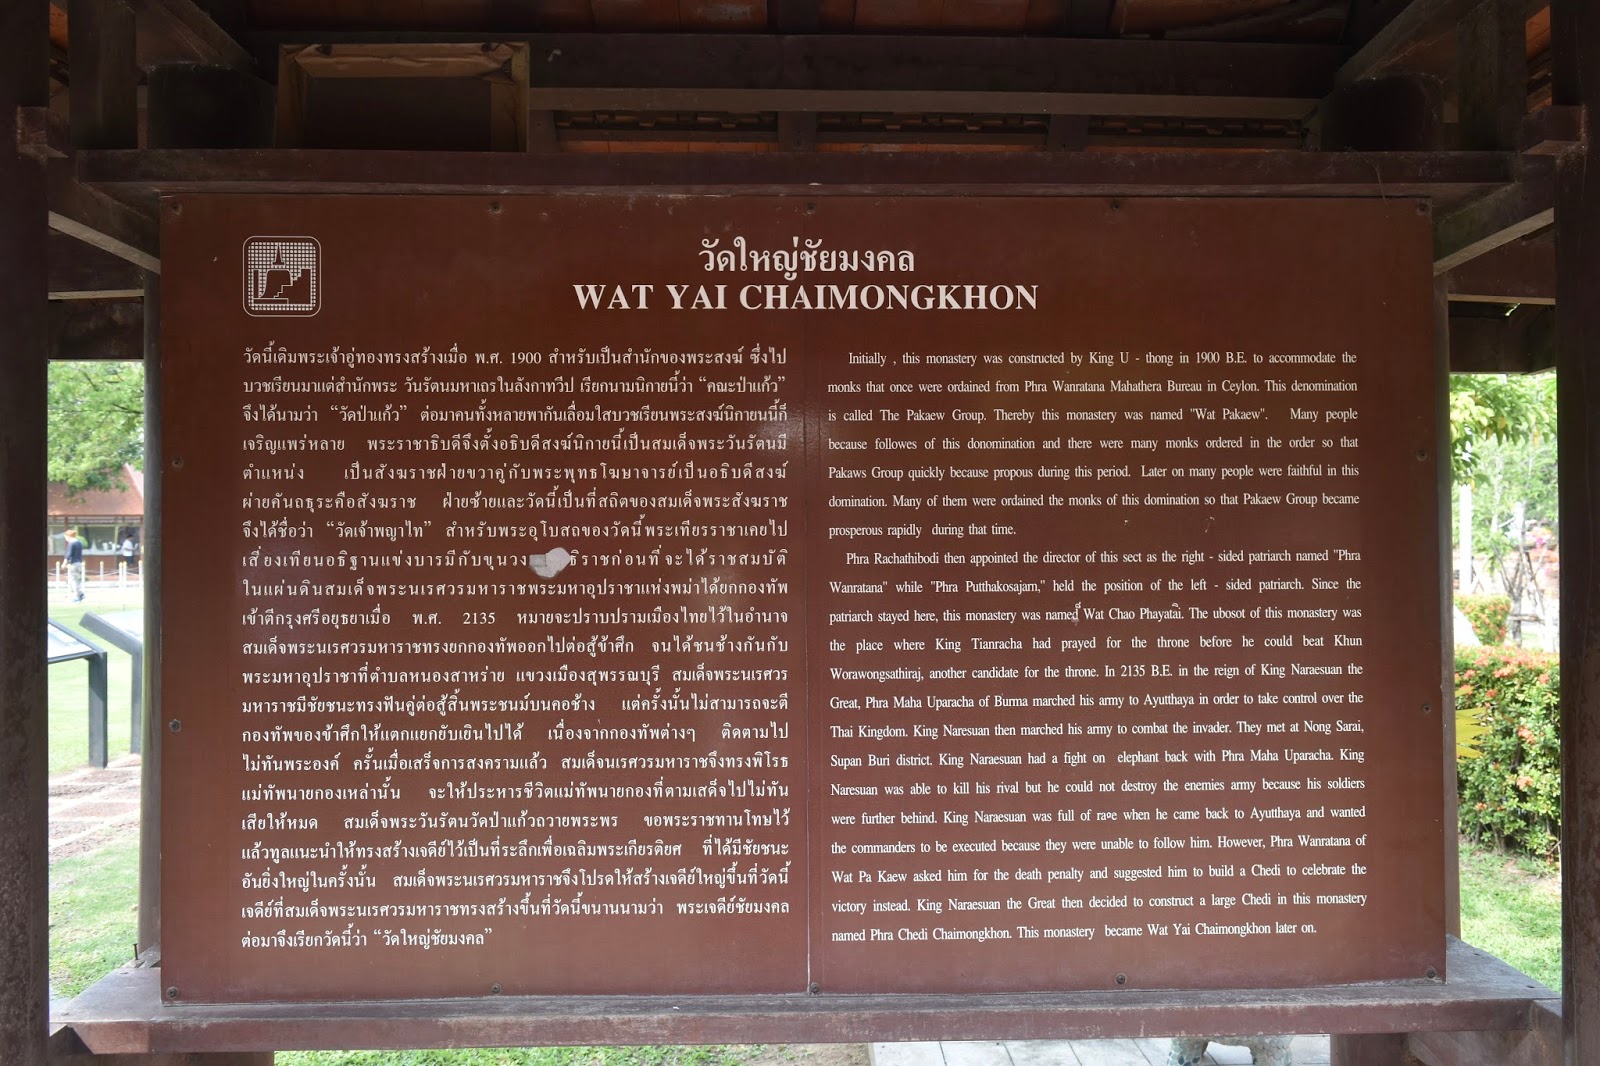 วัดใหญ่ชัยมงคล
WAT YAI CHAIMONGKHON
วัดนี้เดิมพระเจ้าอู่ทองทรงสร้างเมื่อ พ.ศ. 1900 สำหรับเป็นสำนักของพระสงฆ์ ซึ่งไป
บวชเรียนมาแต่สำนักพระ วันรัตนมหาเถรในลังกาทวีป เรียกนามนิกายนี้ว่า “คณะป่าแก้ว”
จึงได้นามว่า “วัดป่าแก้ว” ต่อมาคนทั้งหลายพากันเลื่อมใสบวชเรียนพระสงฆ์นิกายนนี้ก็
เจริญแพร่หลาย พระราชาธิบดีจึงตั้งอธิบดีสงฆ์นิกายนี้เป็นสมเด็จพระวันรัตนมี
ตำแหน่ง เป็นสังฆราชฝ่ายขวาคู่กับพระพุทธโฆษาจารย์เป็นอธิบดีสงฆ์
ฝ่ายคันถธุระคือสังฆราช ฝ่ายซ้ายและวัดนี้เป็นที่สถิตของสมเด็จพระสังฆราช
จึงได้ชื่อว่า “วัดเจ้าพญาไท” สำหรับพระอุโบสถของวัดนี้พระเทียรราชาเคยไป
เสี่ยงเทียนอธิฐานแข่งบารมีกับขุนวง ธิราชก่อนที่จะได้ราชสมบัติ
ในแผ่นดินสมเด็จพระนเรศวรมหาราชพระมหาอุปราชาแห่งพม่าได้ยกกองทัพ
เข้าตีกรุงศรีอยุธยาเมื่อ พ.ศ. 2135 หมายจะปราบปรามเมืองไทยไว้ในอำนาจ
สมเด็จพระนเรศวรมหาราชทรงยกกองทัพออกไปต่อสู้ข้าศึก จนได้ชนช้างกันกับ
พระมหาอุปราชาที่ตำบลหนองสาหร่าย แขวงเมืองสุพรรณบุรี สมเด็จพระนเรศวร
มหาราชมีชัยชนะทรงฟันคู่ต่อสู้สิ้นพระชนม์บนคอช้าง แต่ครั้งนั้นไม่สามารถจะตี
กองทัพของข้าศึกให้แตกแยกยับเยินไปได้ เนื่องจากกองทัพต่างๆ ติดตามไป
ไม่ทันพระองค์ ครั้นเมื่อเสร็จการสงครามแล้ว สมเด็จนเรศวรมหาราชจึงทรงพิโรธ
แม่ทัพนายกองเหล่านั้น จะให้ประหารชีวิตแม่ทัพนายกองที่ตามเสด็จไปไม่ทัน
เสียให้หมด สมเด็จพระวันรัตนวัดป่าแก้วถวายพระพร ขอพระราชทานโทษไว้
แล้วทูลแนะนำให้ทรงสร้างเจดีย์ไว้เป็นที่ระลึกเพื่อเฉลิมพระเกียรติยศ ที่ได้มีชัยชนะ
อันยิ่งใหญ่ในครั้งนั้น สมเด็จพระนเรศวรมหาราชจึงโปรดให้สร้างเจดีย์ใหญ่ขึ้นที่วัดนี้
เจดีย์ที่สมเด็จพระนเรศวรมหาราชทรงสร้างขึ้นที่วัดนี้ขนานนามว่า พระเจดีย์ชัยมงคล
ต่อมาจึงเรียกวัดนี้ว่า “วัดใหญ่ชัยมงคล”
Initially , this monastery was constructed by King U - thong in 1900 B.E. to accommodate the
monks that once were ordained from Phra Wanratana Mahathera Bureau in Ceylon. This denomination
is called The Pakaew Group. Thereby this monastery was named "Wat Pakaew". Many people
because followes of this donomination and there were many monks ordered in the order so that
Pakaws Group quickly because propous during this period. Later on many people were faithful in this
domination. Many of them were ordained the monks of this domination so that Pakaew Group became
prosperous rapidly during that time.
Phra Rachathibodi then appointed the director of this sect as the right - sided patriarch named "Phra
Wanratana" while "Phra Putthakosajarn," held the position of the left - sided patriarch. Since the
patriarch stayed here, this monastery was named Wat Chao Phayatai. The ubosot of this monastery was
the place where King Tianracha had prayed for the throne before he could beat Khun
Worawongsathiraj, another candidate for the throne. In 2135 B.E. in the reign of King Naraesuan the
Great, Phra Maha Uparacha of Burma marched his army to Ayutthaya in order to take control over the
Thai Kingdom. King Naresuan then marched his army to combat the invader. They met at Nong Sarai,
Supan Buri district. King Naraesuan had a fight on elephant back with Phra Maha Uparacha. King
Naresuan was able to kill his rival but he could not destroy the enemies army because his soldiers
were further behind. King Naraesuan was full of rage when he came back to Ayutthaya and wanted
the commanders to be executed because they were unable to follow him. However, Phra Wanratana of
Wat Pa Kaew asked him for the death penalty and suggested him to build a Chedi to celebrate the
victory instead. King Naraesuan the Great then decided to construct a large Chedi in this monastery
named Phra Chedi Chaimongkhon. This monastery became Wat Yai Chaimongkhon later on.